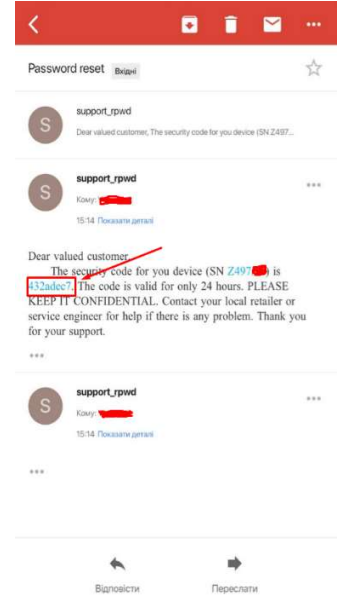 Password reset Вхідні
S
support_rpwd
Dear valued customer, The security code for you device (SN Z497...
S
support_rpwd
Кому:
15:14 Показати деталі
Dear valued customer,
The security code for you device (SN Z497 ) is
432adec7. The code is valid for only 24 hours. PLEASE
KEEP IT CONFIDENTIAL. Contact your local retailer or
service engineer for help if there is any problem. Thank you
for your support.
S
support_rpwd
Кому:
15:14 Показати деталі
Відповісти Переслати